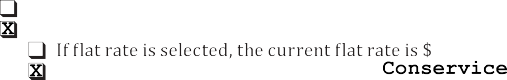 ☐
☒
☐ If flat rate is selected, the current flat rate is $
☒ Conservice